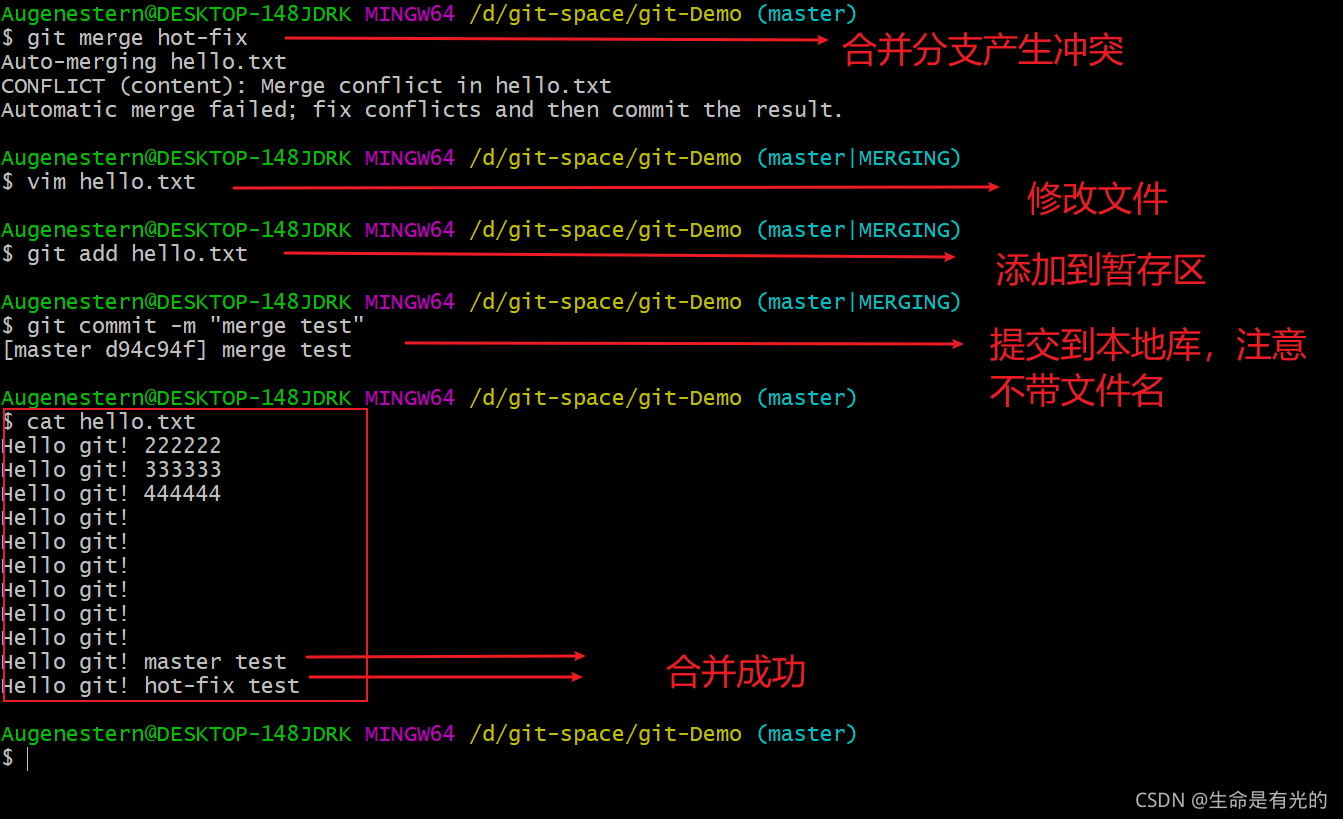 Augenestern@DESKTOP-148JDRK MINGW64 /d/git-space/git-Demo (master)
$ git merge hot-fix
合并分支产生冲突
Auto-merging hello.txt
CONFLICT (content): Merge conflict in hello.txt
Automatic merge failed; fix conflicts and then commit the result.
Augenestern@DESKTOP-148JDRK MINGW64 /d/git-space/git-Demo (master|MERGING)
$ vim hello.txt
修改文件
Augenestern@DESKTOP-148JDRK MINGW64 /d/git-space/git-Demo (master|MERGING)
$ git add hello.txt
添加到暂存区
Augenestern@DESKTOP-148JDRK MINGW64 /d/git-space/git-Demo (master|MERGING)
$ git commit -m "merge test"
[master d94c94f] merge test
提交到本地库，注意
不带文件名
Augenestern@DESKTOP-148JDRK MINGW64 /d/git-space/git-Demo (master)
$ cat hello.txt
Hello git! 222222
Hello git! 333333
Hello git! 444444
Hello git!
Hello git!
Hello git!
Hello git!
Hello git!
Hello git!
Hello git! master test
Hello git! hot-fix test
合并成功
Augenestern@DESKTOP-148JDRK MINGW64 /d/git-space/git-Demo (master)
$
CSDN @生命是有光的